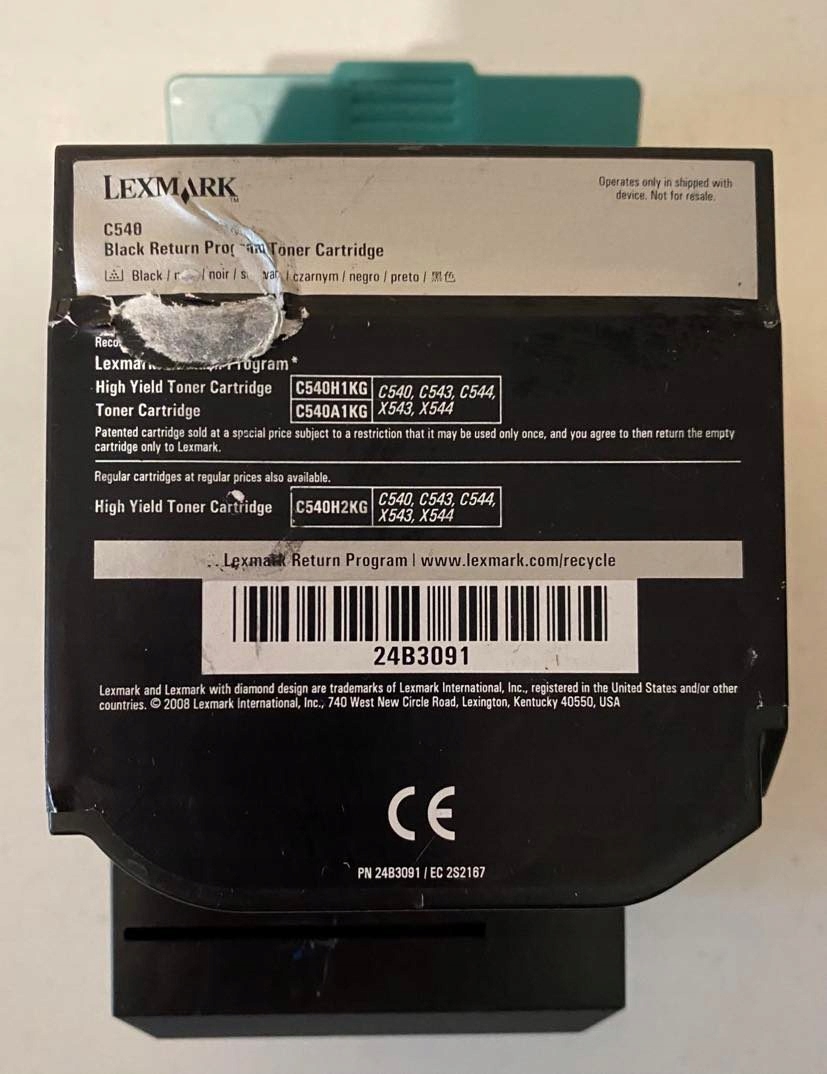 LEXMARK™
Operates only in shipped with
device. Not for resale.
C540
Black Return Program Toner Cartridge
Black / / noir / / czarnym / negro / preto / 黑色
Lexmark Program*
High Yield Toner Cartridge C540H1KG C540, C543, C544,
Toner Cartridge C540A1KG X543, X544
Patented cartridge sold at a special price subject to a restriction that it may be used only once, and you agree to then return the empty
cartridge only to Lexmark.
Regular cartridges at regular prices also available.
High Yield Toner Cartridge C540H2KG C540, C543, C544,
X543, X544
Lexmark Return Program | www.lexmark.com/recycle
24B3091
Lexmark and Lexmark with diamond design are trademarks of Lexmark International, Inc., registered in the United States and/or other
countries. © 2008 Lexmark International, Inc., 740 West New Circle Road, Lexington, Kentucky 40550, USA
CE
PN 24B3091 / EC 2S2167